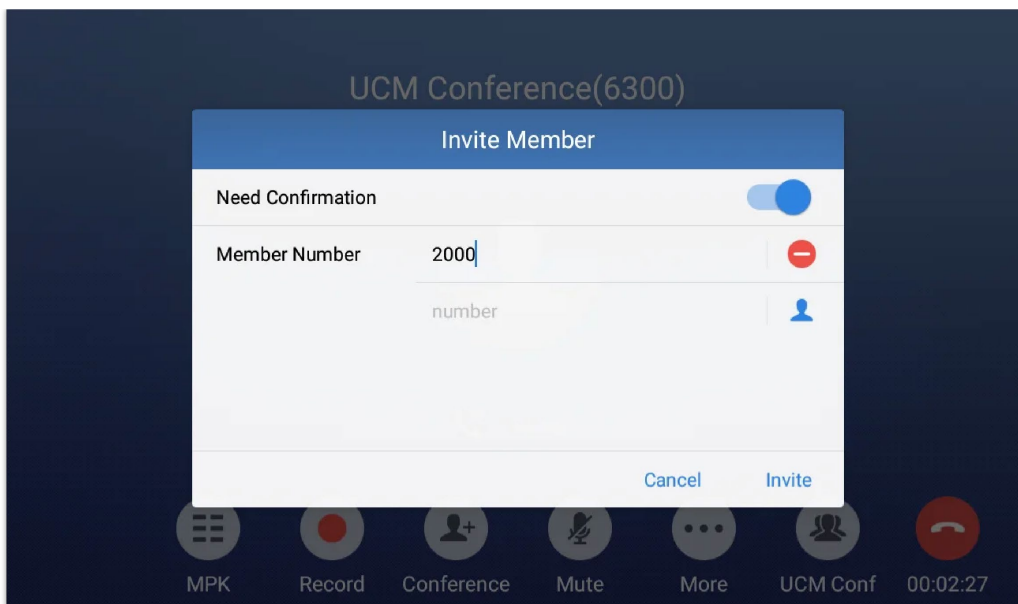 UCM Conference(6300)
Invite Member
Need Confirmation
Member Number 2000
number
Cancel Invite
MPK Record Conference Mute More UCM Conf 00:02:27